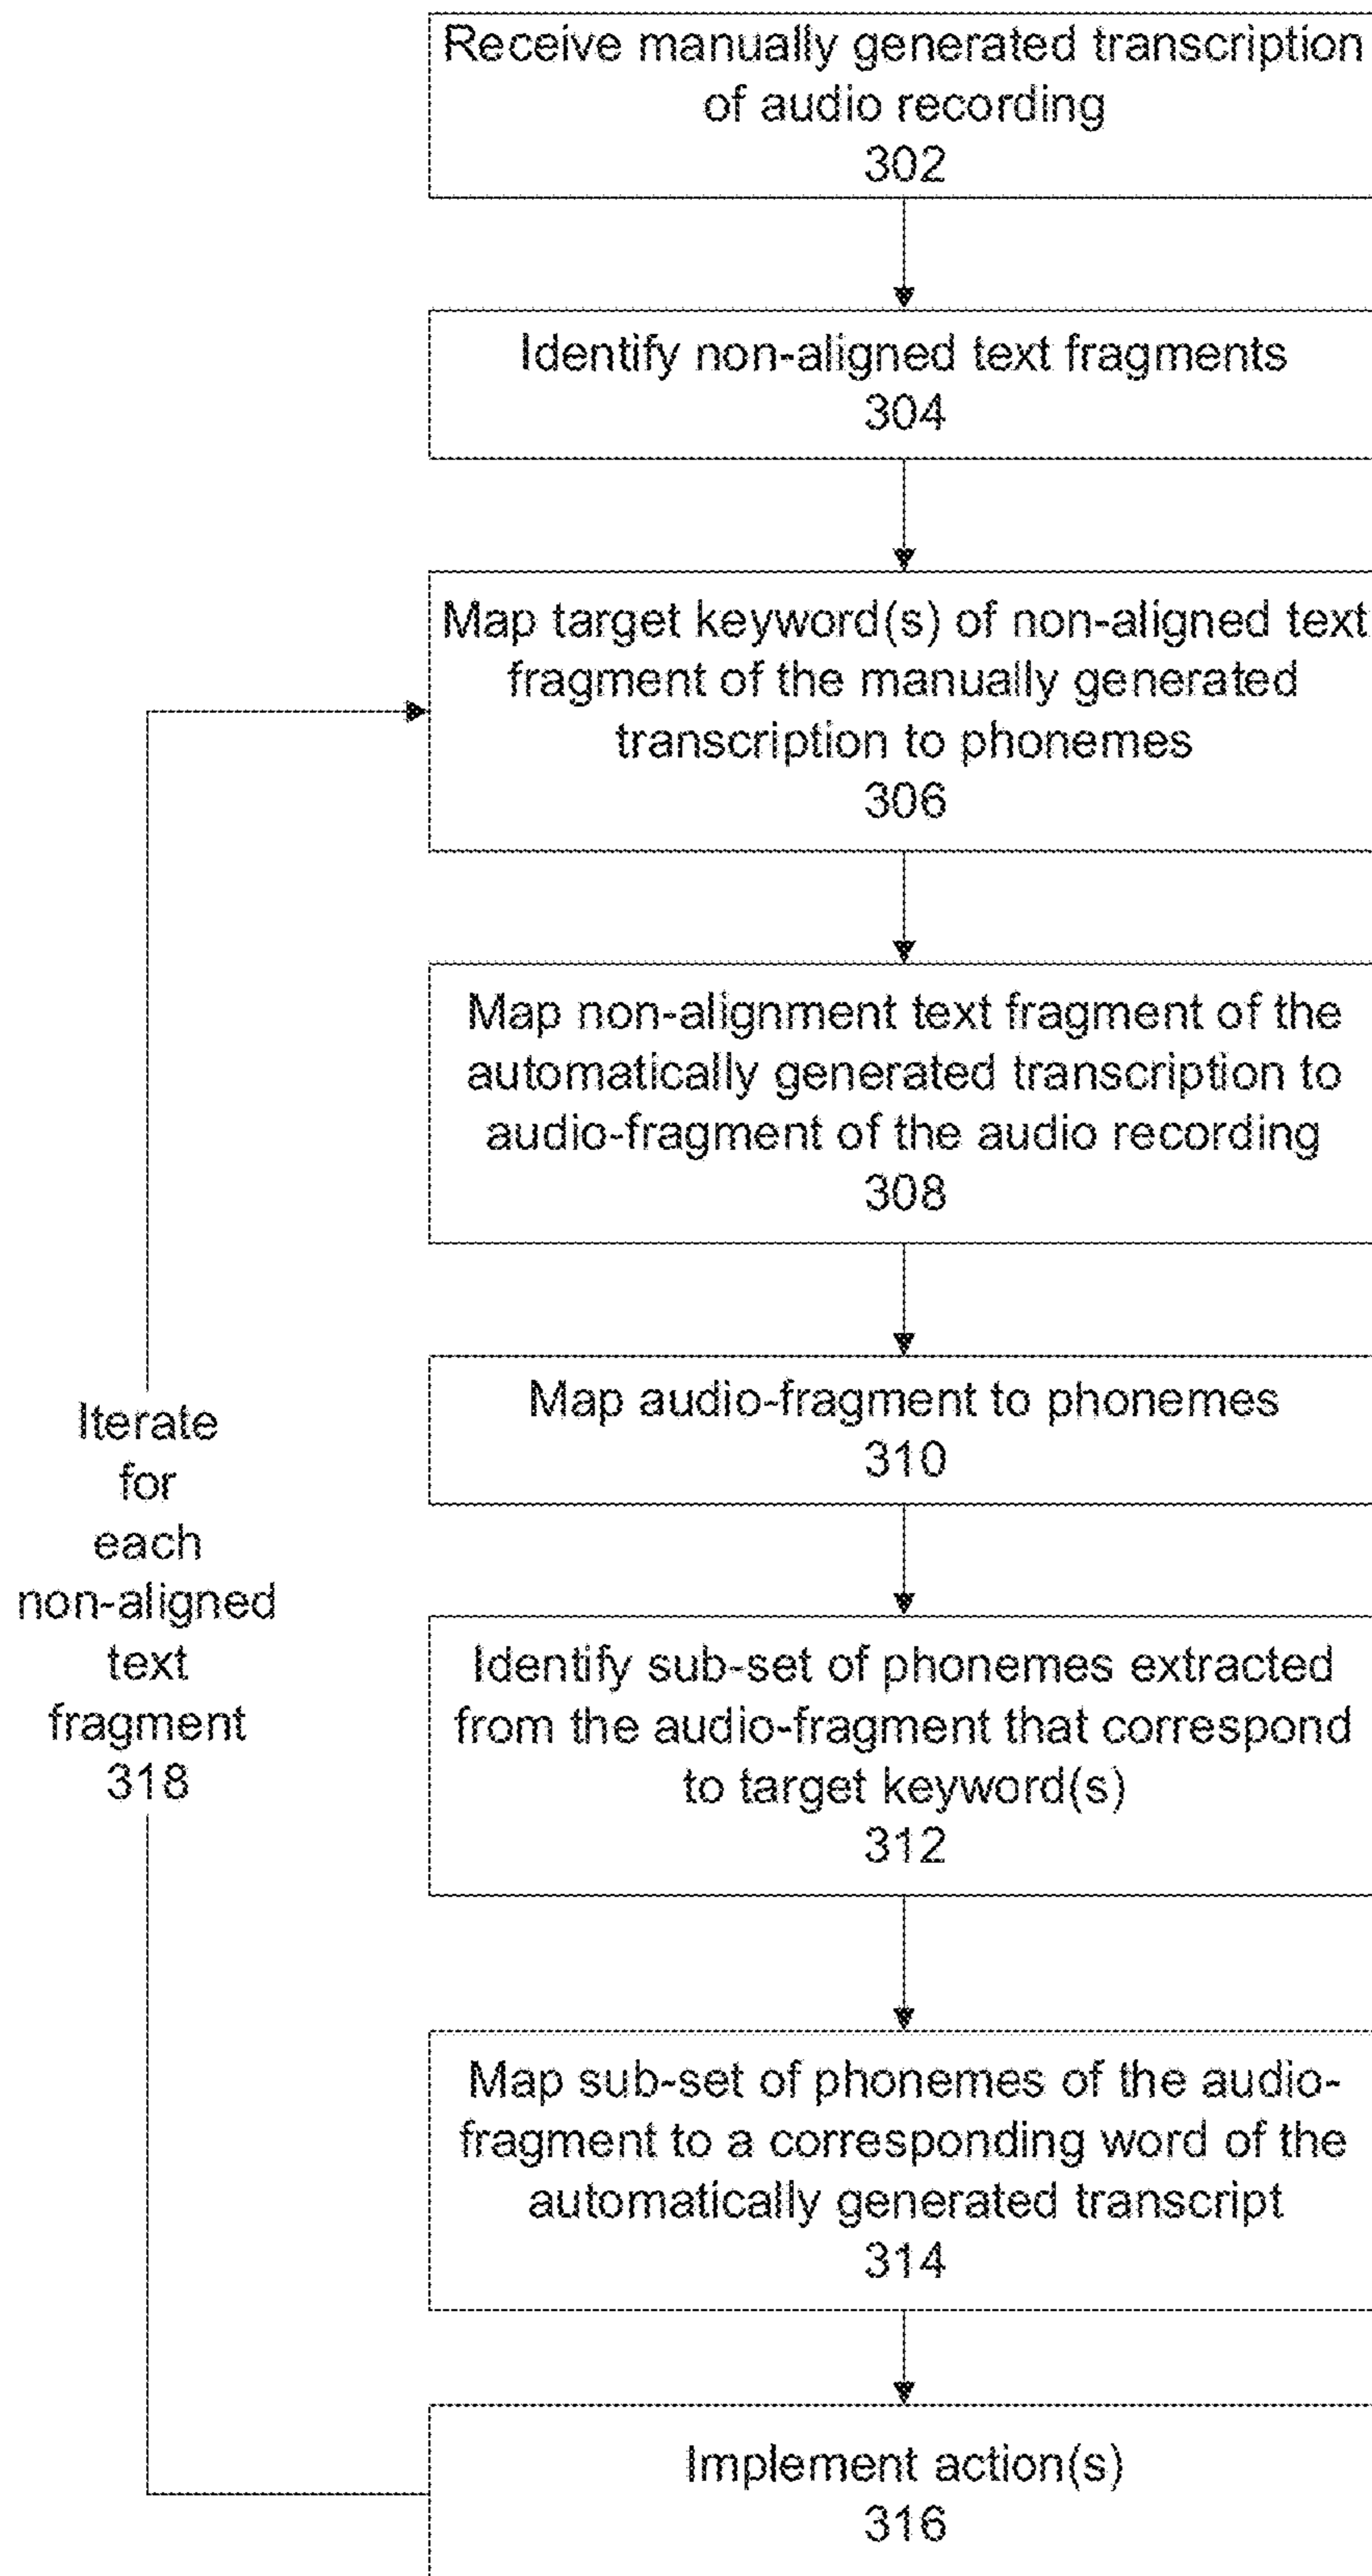 Receive manually generated transcription
of audio recording
302
Identify non-aligned text fragments
304
Map target keyword(s) of non-aligned text
fragment of the manually generated
transcription to phonemes
306
Map non-alignment text fragment of the
automatically generated transcription to
audio-fragment of the audio recording
308
Map audio-fragment to phonemes
310
Identify sub-set of phonemes extracted
from the audio-fragment that correspond
to target keyword(s)
312
Map sub-set of phonemes of the audio-
fragment to a corresponding word of the
automatically generated transcript
314
Implement action(s)
316
Iterate
for
each
non-aligned
text
fragment
318